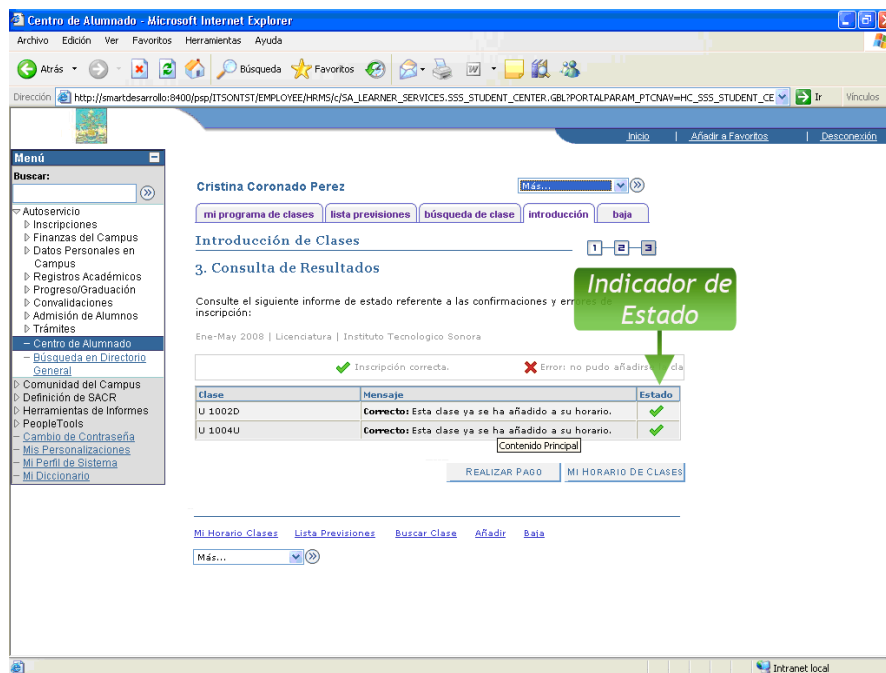 Centro de Alumnado - Microsoft Internet Explorer
Archivo Edición Ver Favoritos Herramientas Ayuda
Atrás Búsqueda Favoritos
Dirección http://smartdesarrollo:8400/psp/ITSONTST/EMPLOYEE/HRMS/c/SA_LEARNER_SERVICES.SSS_STUDENT_CENTER.GBL?PORTALPARAM_PTCNAV=HC_SSS_STUDENT_CE Ir Vínculos
Inicio | Añadir a Favoritos | Desconexión
Menú
Buscar:
Autoservicio
Inscripciones
Finanzas del Campus
Datos Personales en
Campus
Registros Académicos
Progreso/Graduación
Convalidaciones
Admisión de Alumnos
Trámites
– Centro de Alumnado
– Búsqueda en Directorio
General
Comunidad del Campus
Definición de SACR
Herramientas de Informes
PeopleTools
– Cambio de Contraseña
– Mis Personalizaciones
– Mi Perfil de Sistema
– Mi Diccionario
Cristina Coronado Perez
Más...
mi programa de clases lista previsiones búsqueda de clase introducción baja
Introducción de Clases
1 2 3
3. Consulta de Resultados
Indicador de
Estado
Consulte el siguiente informe de estado referente a las confirmaciones y errores de
inscripción:
Ene-May 2008 | Licenciatura | Instituto Tecnologico Sonora
Inscripción correcta. Error: no pudo añadirse la cla
Clase Mensaje Estado
U 1002D Correcto: Esta clase ya se ha añadido a su horario.
U 1004U Correcto: Esta clase ya se ha añadido a su horario.
Contenido Principal
REALIZAR PAGO MI HORARIO DE CLASES
Mi Horario Clases Lista Previsiones Buscar Clase Añadir Baja
Más...
Intranet local